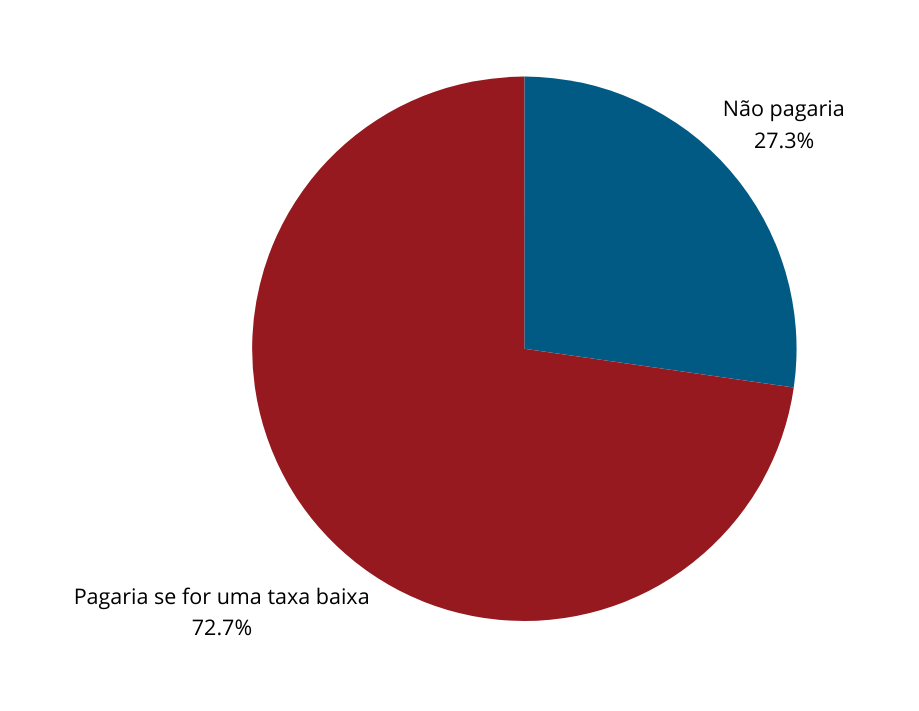 Não pagaria
27.3%
Pagaria se for uma taxa baixa
72.7%